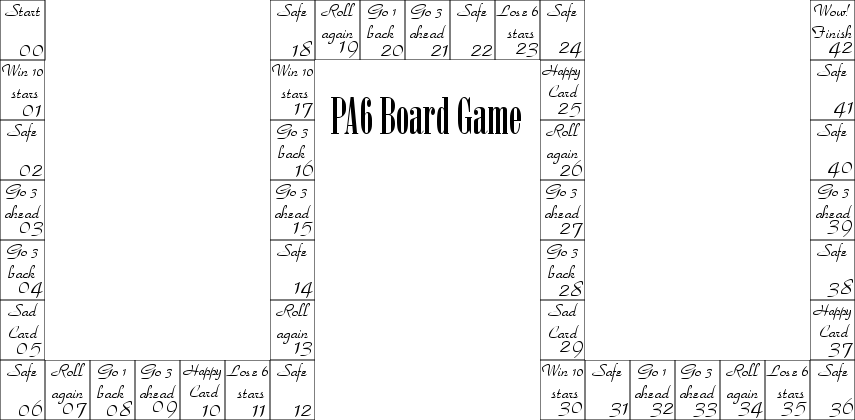 Start
00
Win 10
stars
01
Safe
02
Go 3
ahead
03
Go 3
back
04
Sad
Card
05
Safe
06
Roll
again
07
Go 1
back
08
Go 3
ahead
09
Happy
Card
10
Lose 6
stars
11
Safe
12
Roll
again
13
Safe
14
Go 3
ahead
15
Go 3
back
16
Win 10
stars
17
Safe
18
Roll
again
19
Go 1
back
20
Go 3
ahead
21
Safe
22
Lose 6
stars
23
Safe
24
Happy
Card
25
Roll
again
26
Go 3
ahead
27
Go 3
back
28
Sad
Card
29
Win 10
stars
30
Safe
31
Go 1
ahead
32
Go 3
ahead
33
Roll
again
34
Lose 6
stars
35
Safe
36
Happy
Card
37
Safe
38
Go 3
ahead
39
Safe
40
Safe
41
Wow!
Finish
42
PA6 Board Game